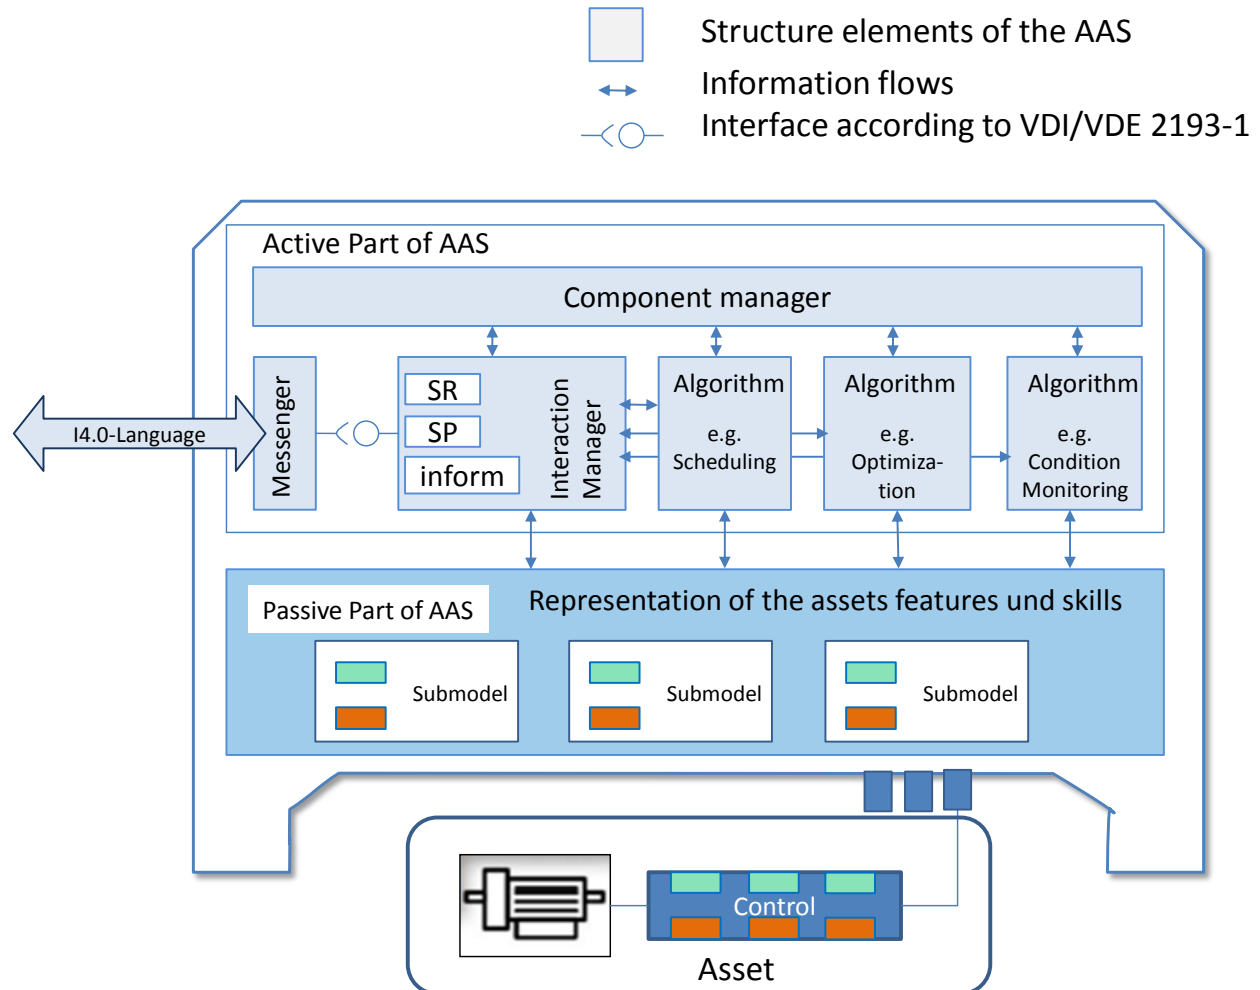 Structure elements of the AAS
Information flows
Interface according to VDI/VDE 2193-1
Active Part of AAS
Component manager
I4.0-Language
Messenger
SR
SP
inform
Interaction
Manager
Algorithm
e.g.
Scheduling
Algorithm
e.g.
Optimiza-
tion
Algorithm
e.g.
Condition
Monitoring
Passive Part of AAS
Representation of the assets features und skills
Submodel
Submodel
Submodel
Control
Asset